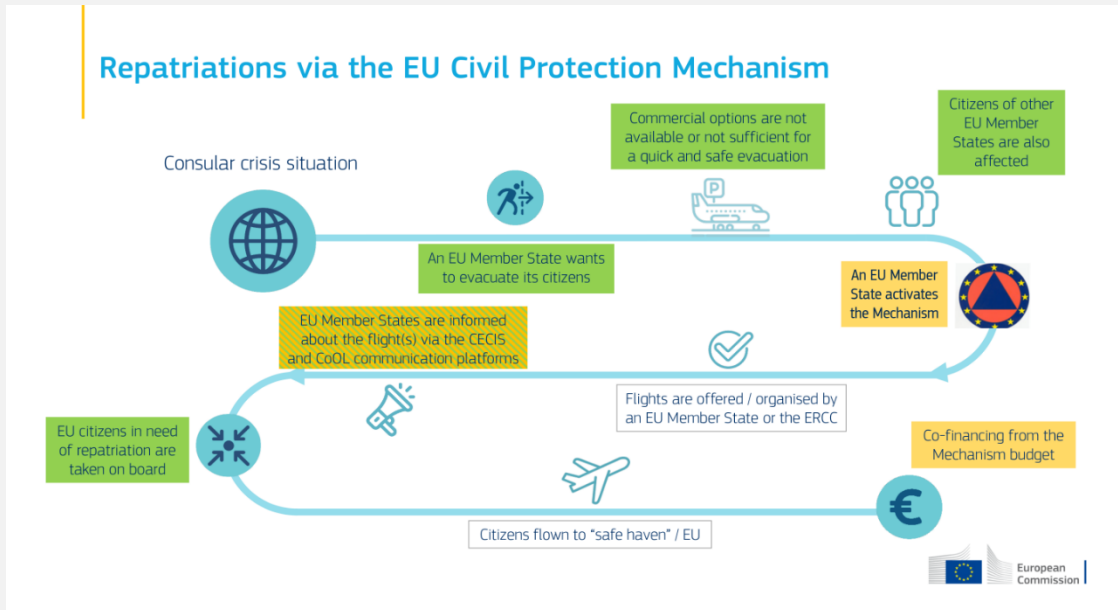 Repatriations via the EU Civil Protection Mechanism
Consular crisis situation
An EU Member State wants
to evacuate its citizens
Commercial options are not
available or not sufficient for
a quick and safe evacuation
P
Citizens of other
EU Member
States are also
affected
An EU Member
State activates
the Mechanism
Flights are offered / organised by
an EU Member State or the ERCC
EU Member States are informed
about the flight(s) via the CECIS
and CoOL communication platforms
EU citizens in need
of repatriation are
taken on board
Citizens flown to “safe haven” / EU
Co-financing from the
Mechanism budget
€
European
Commission